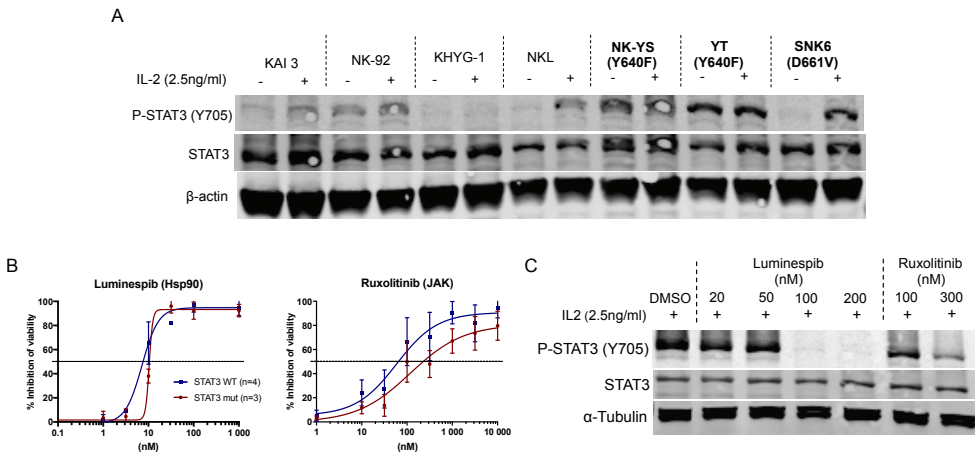 A
KAI 3 NK-92 KHYG-1 NKL NK-YS (Y640F) YT (Y640F) SNK6 (D661V)
IL-2 (2.5ng/ml) - + - + - + - + - + - + - +
P-STAT3 (Y705)
STAT3
β-actin
B
Luminespib (Hsp90)
% Inhibition of viability
100
80
60
40
20
0
STAT3 WT (n=4)
STAT3 mut (n=3)
0.1 1 10 100 1 000
(nM)
Ruxolitinib (JAK)
% Inhibition of viability
100
80
60
40
20
0
1 10 100 1 000 10 000
(nM)
C
Luminespib (nM) Ruxolitinib (nM)
DMSO 20 50 100 200 100 300
IL2 (2.5ng/ml) + + + + + + +
P-STAT3 (Y705)
STAT3
α-Tubulin